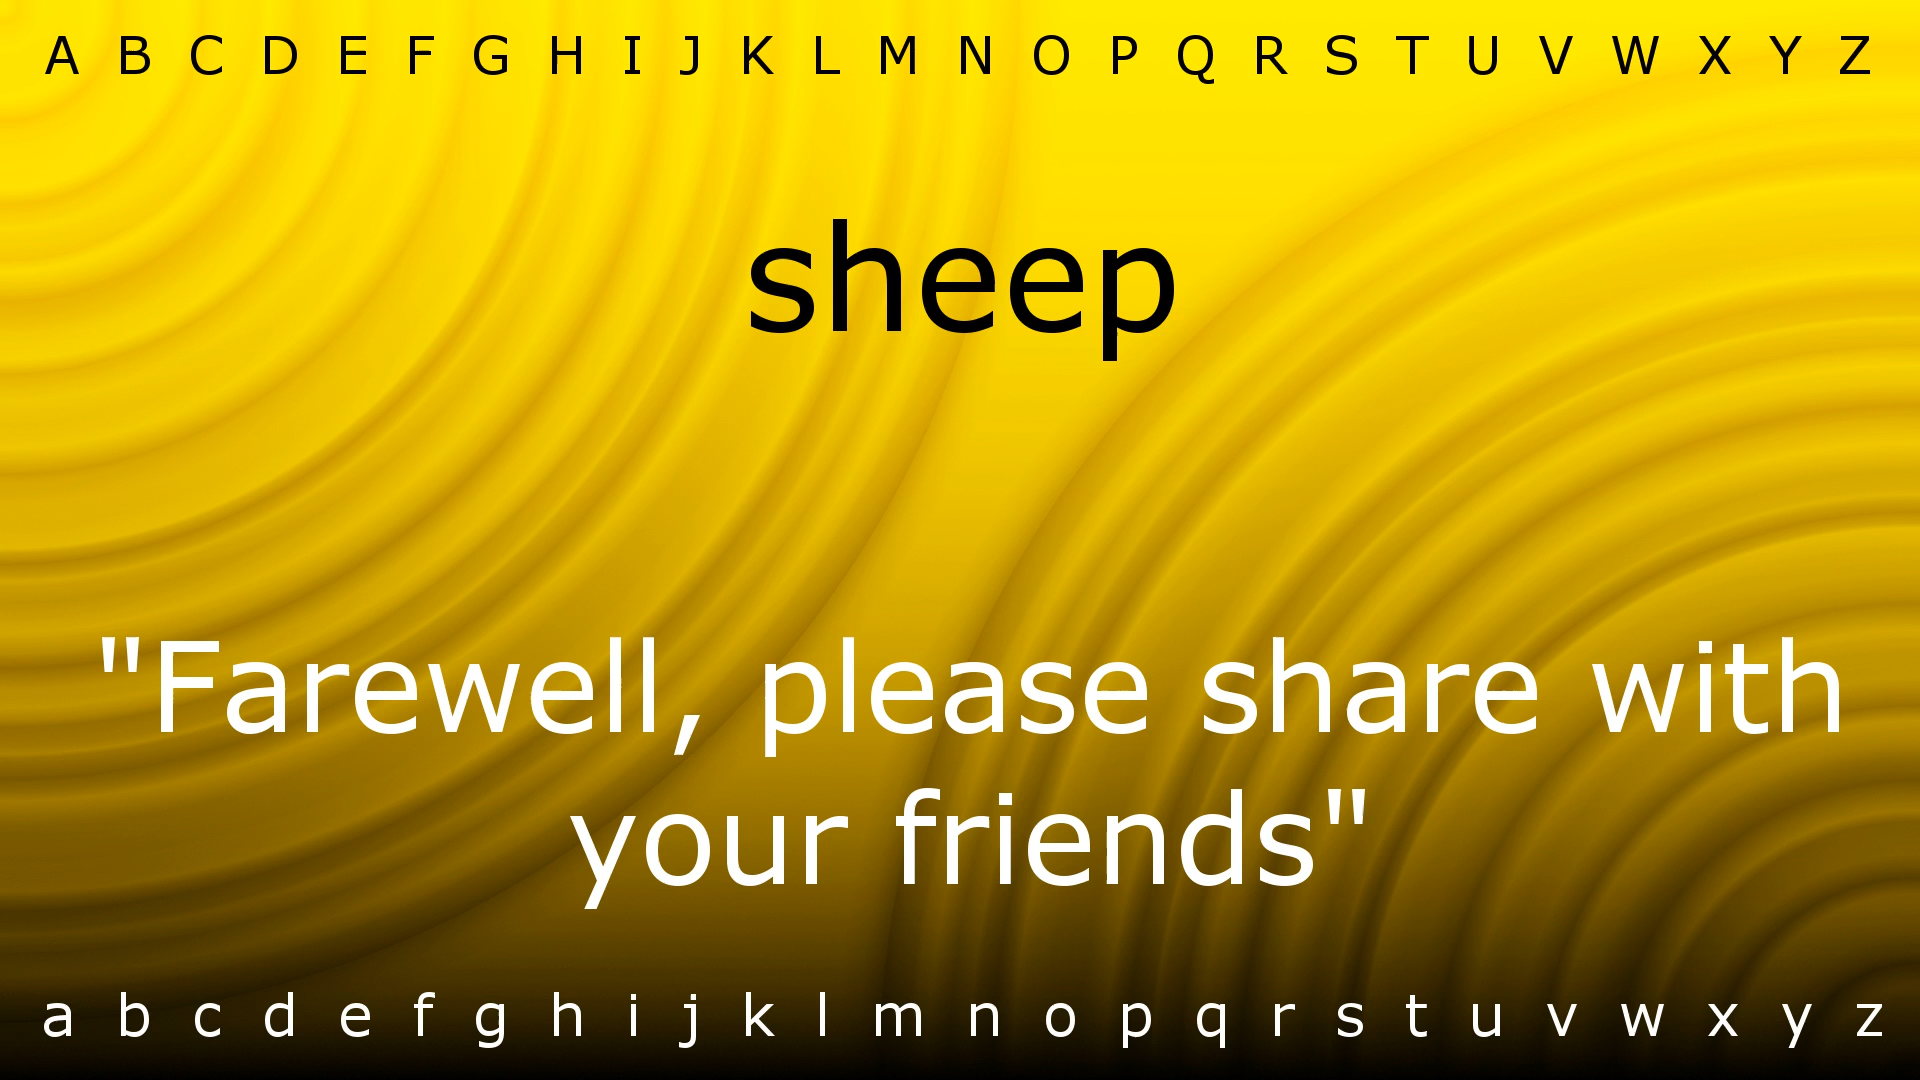 A B C D E F G H I J K L M N O P Q R S T U V W X Y Z
sheep
"Farewell, please share with
your friends"
a b c d e f g h i j k l m n o p q r s t u v w x y z